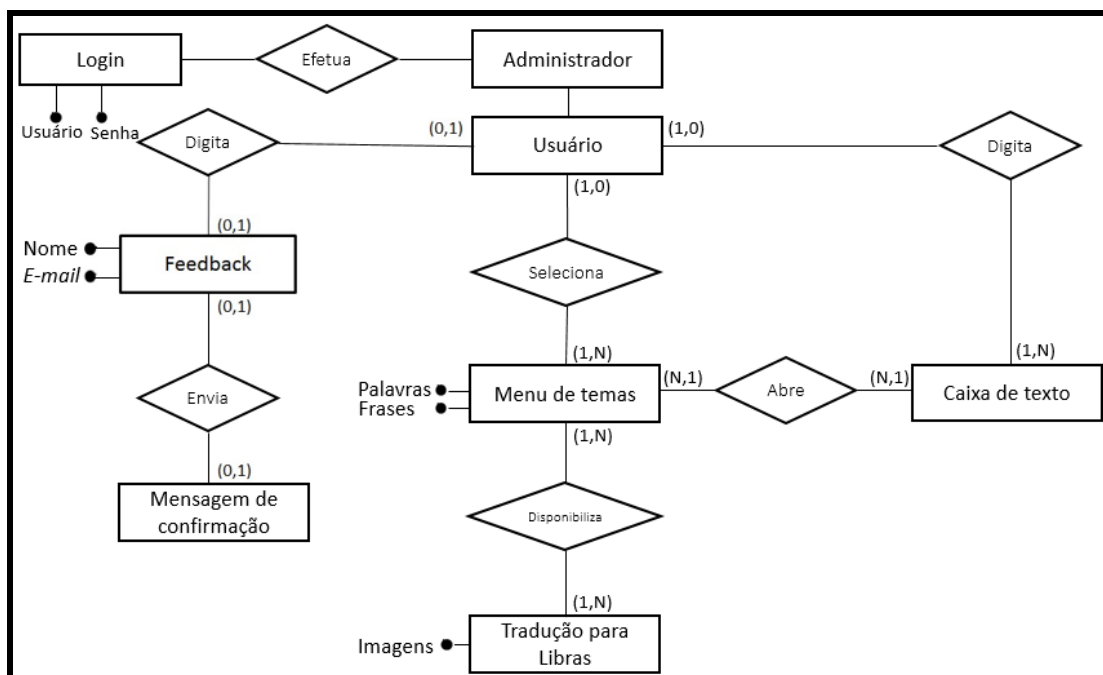 Login
Efetua
Administrador
Usuário
Senha
Digita
(0,1)
Usuário
(1,0)
Digita
(1,0)
(0,1)
Nome
E-mail
Feedback
Seleciona
(0,1)
(1,N)
(1,N)
Palavras
Frases
Menu de temas
(N,1)
Abre
(N,1)
Caixa de texto
Envia
(1,N)
(0,1)
Mensagem de
confirmação
Disponibiliza
(1,N)
Imagens
Tradução para
Libras